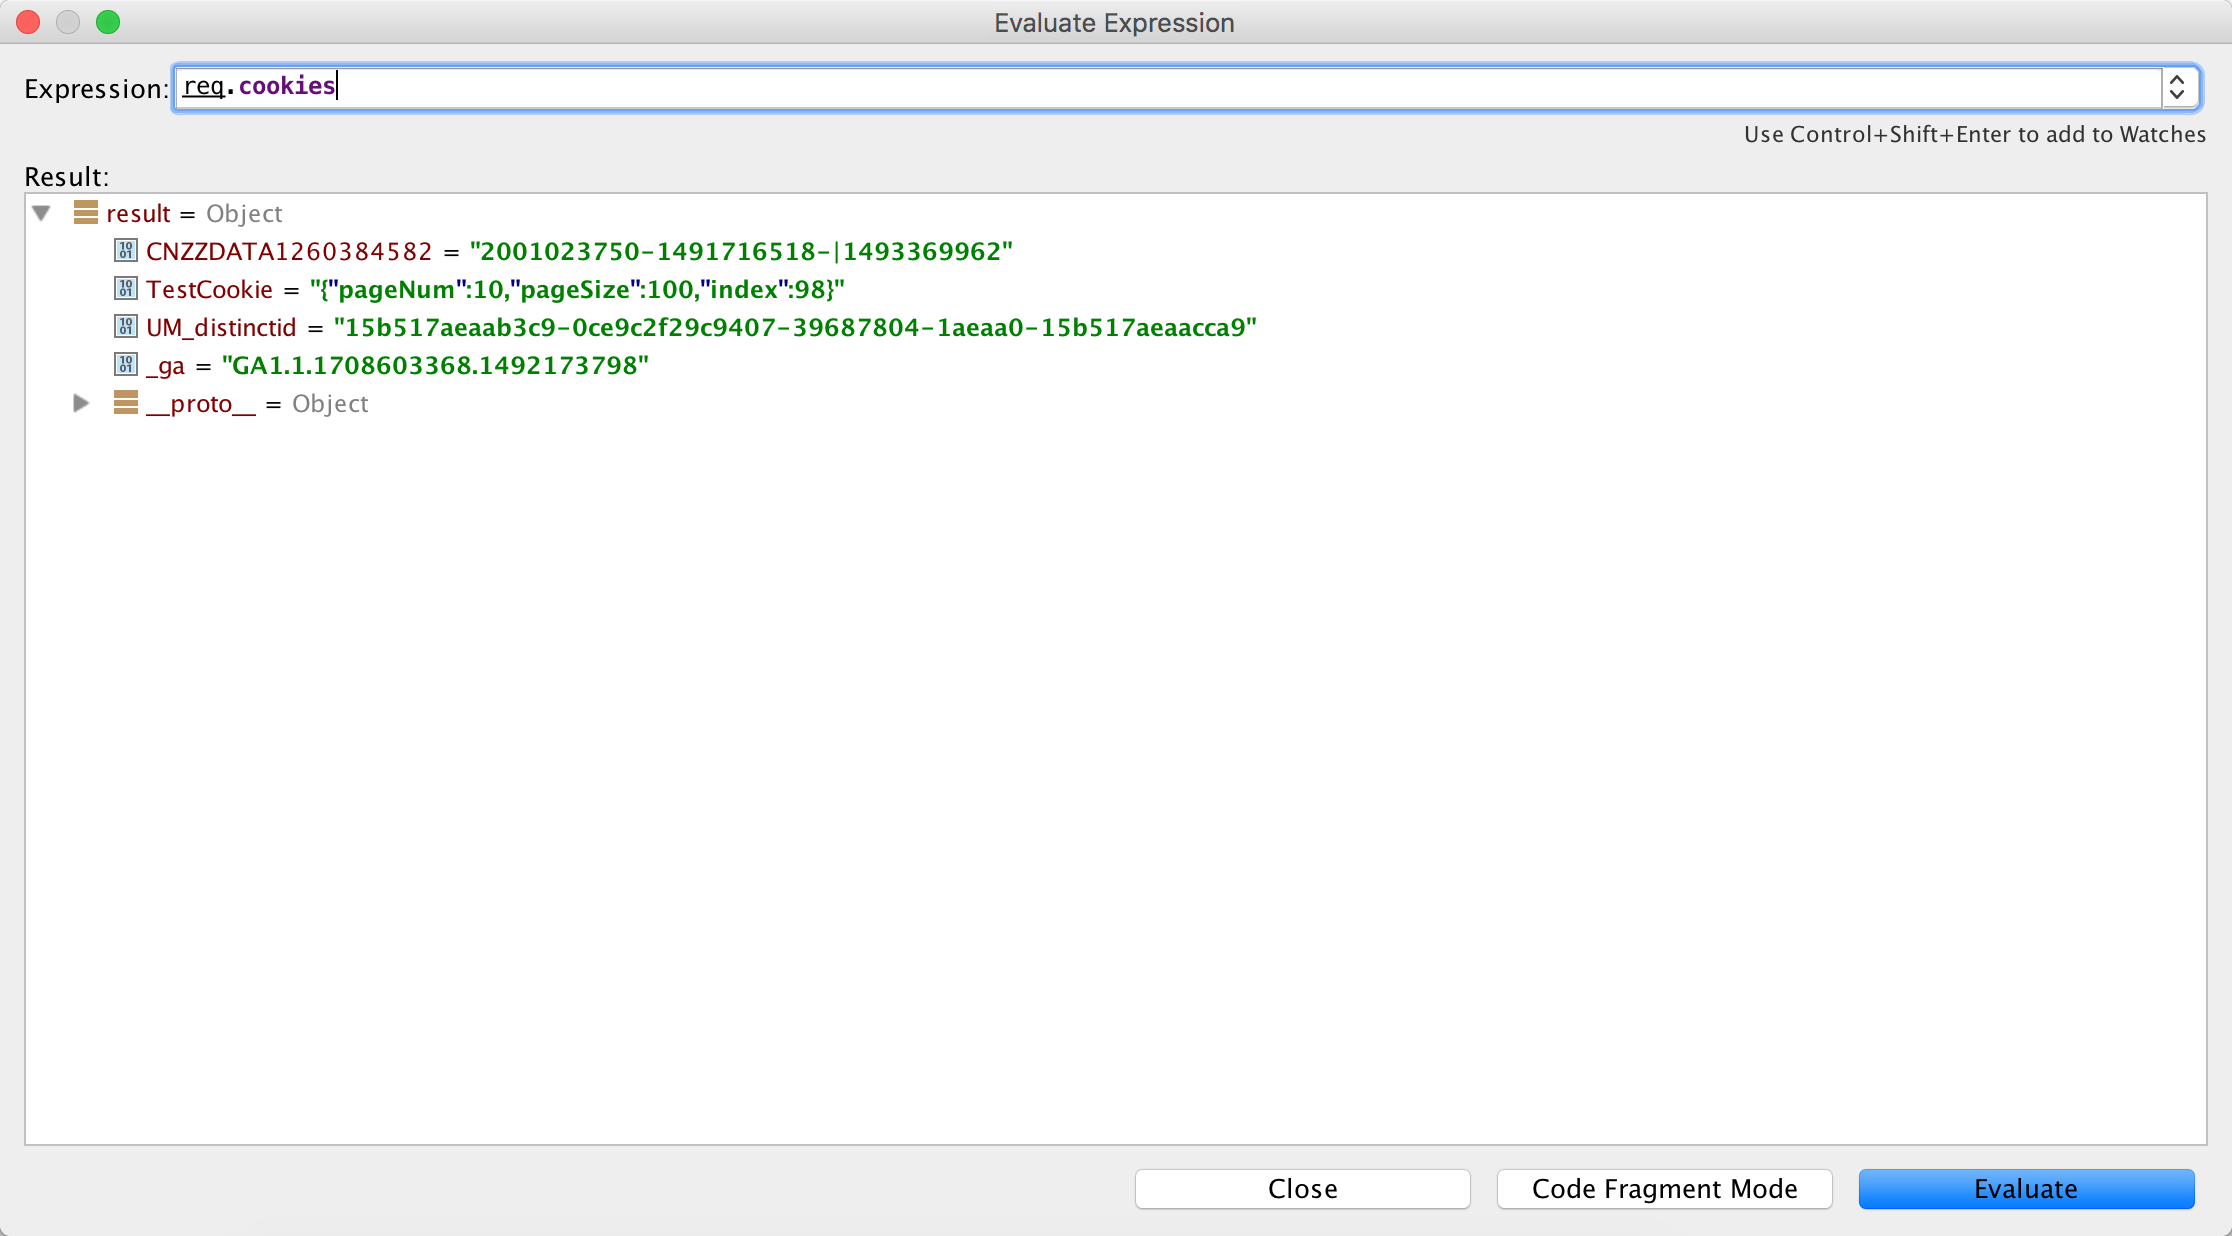 Evaluate Expression
Expression: req.cookies
Use Control+Shift+Enter to add to Watches
Result:
result = Object
CNZZDATA1260384582 = "2001023750-1491716518-|1493369962"
TestCookie = "{"pageNum":10,"pageSize":100,"index":98}"
UM_distinctid = "15b517aeaab3c9-0ce9c2f29c9407-39687804-1aeaa0-15b517aeaacca9"
_ga = "GA1.1.1708603368.1492173798"
__proto__ = Object
Close Code Fragment Mode Evaluate